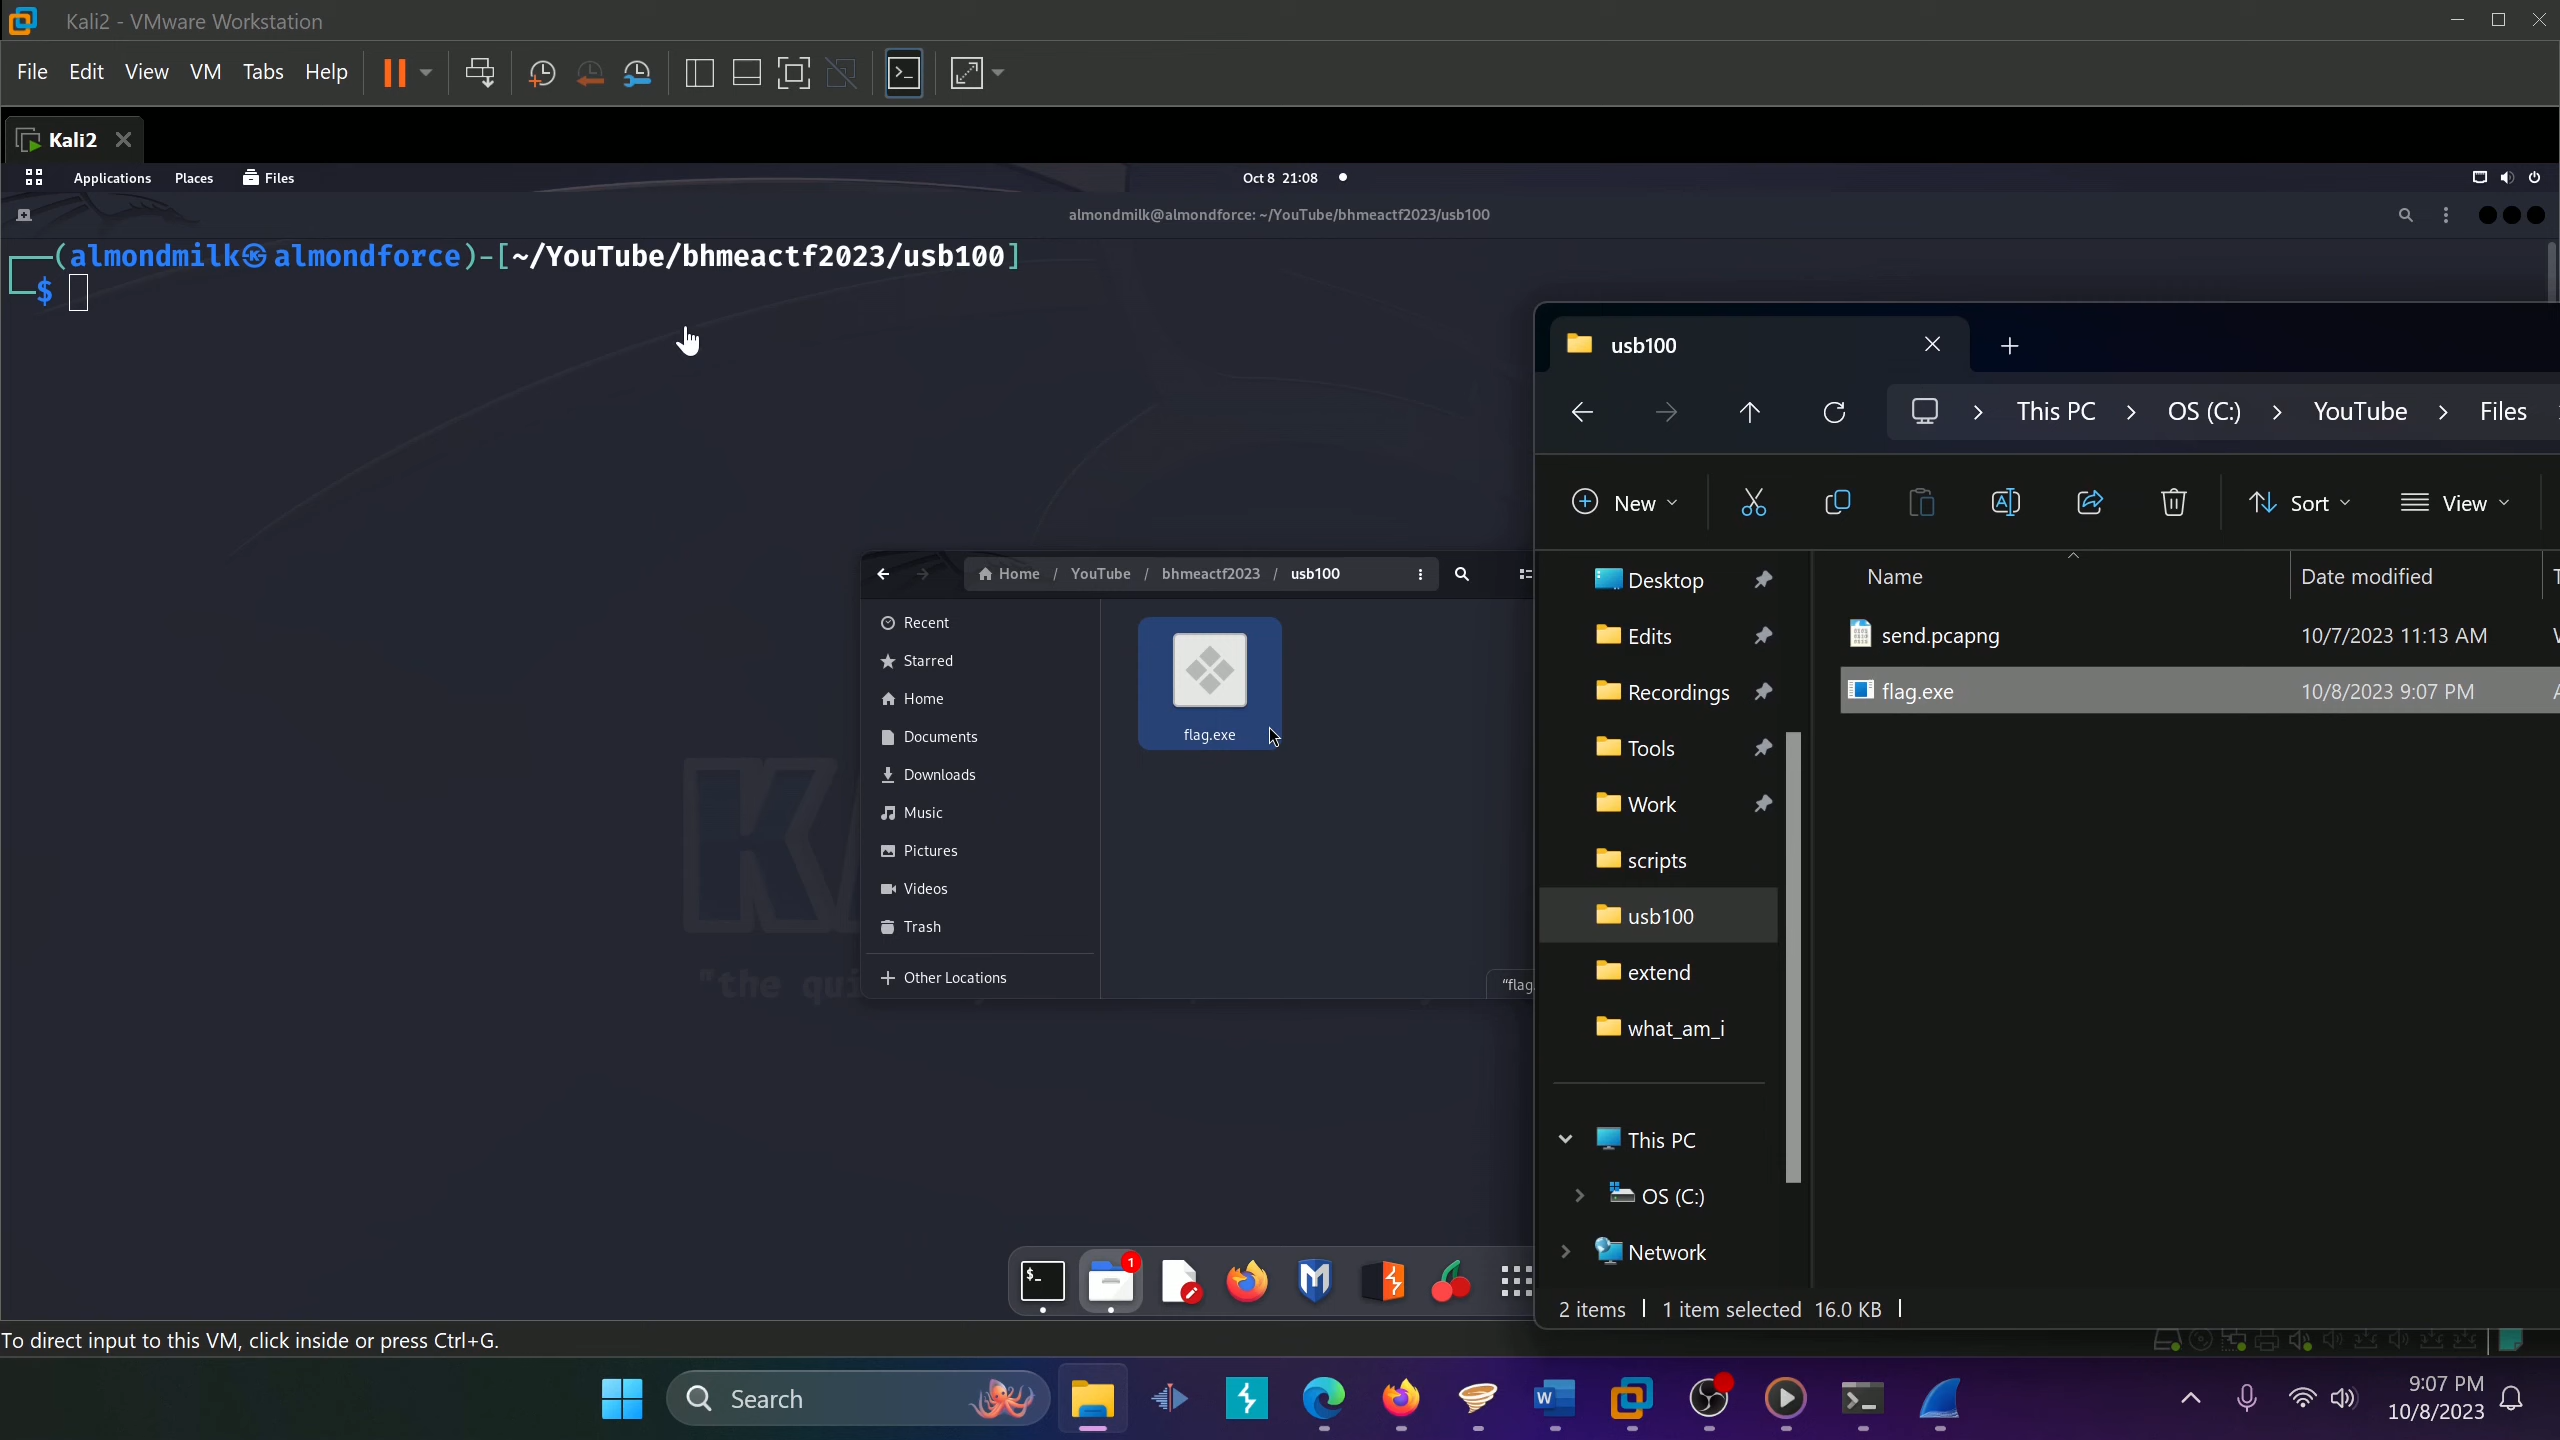 Kali2 - VMware Workstation
File Edit View VM Tabs Help
Kali2
Applications Places Files
Oct 8 21:08
almondmilk@almondforce: ~/YouTube/bhmeactf2023/usb100
(almondmilk㉿almondforce)-[~/YouTube/bhmeactf2023/usb100]
$
Home / YouTube / bhmeactf2023 / usb100
Recent
Starred
Home
Documents
Downloads
Music
Pictures
Videos
Trash
Other Locations
flag.exe
"flag.
"the
usb100
This PC > OS (C:) > YouTube > Files
New Sort View
Name Date modified
send.pcapng 10/7/2023 11:13 AM
flag.exe 10/8/2023 9:07 PM
Desktop
Edits
Recordings
Tools
Work
scripts
usb100
extend
what_am_i
This PC
OS (C:)
Network
2 items 1 item selected 16.0 KB
To direct input to this VM, click inside or press Ctrl+G.
Search
9:07 PM
10/8/2023